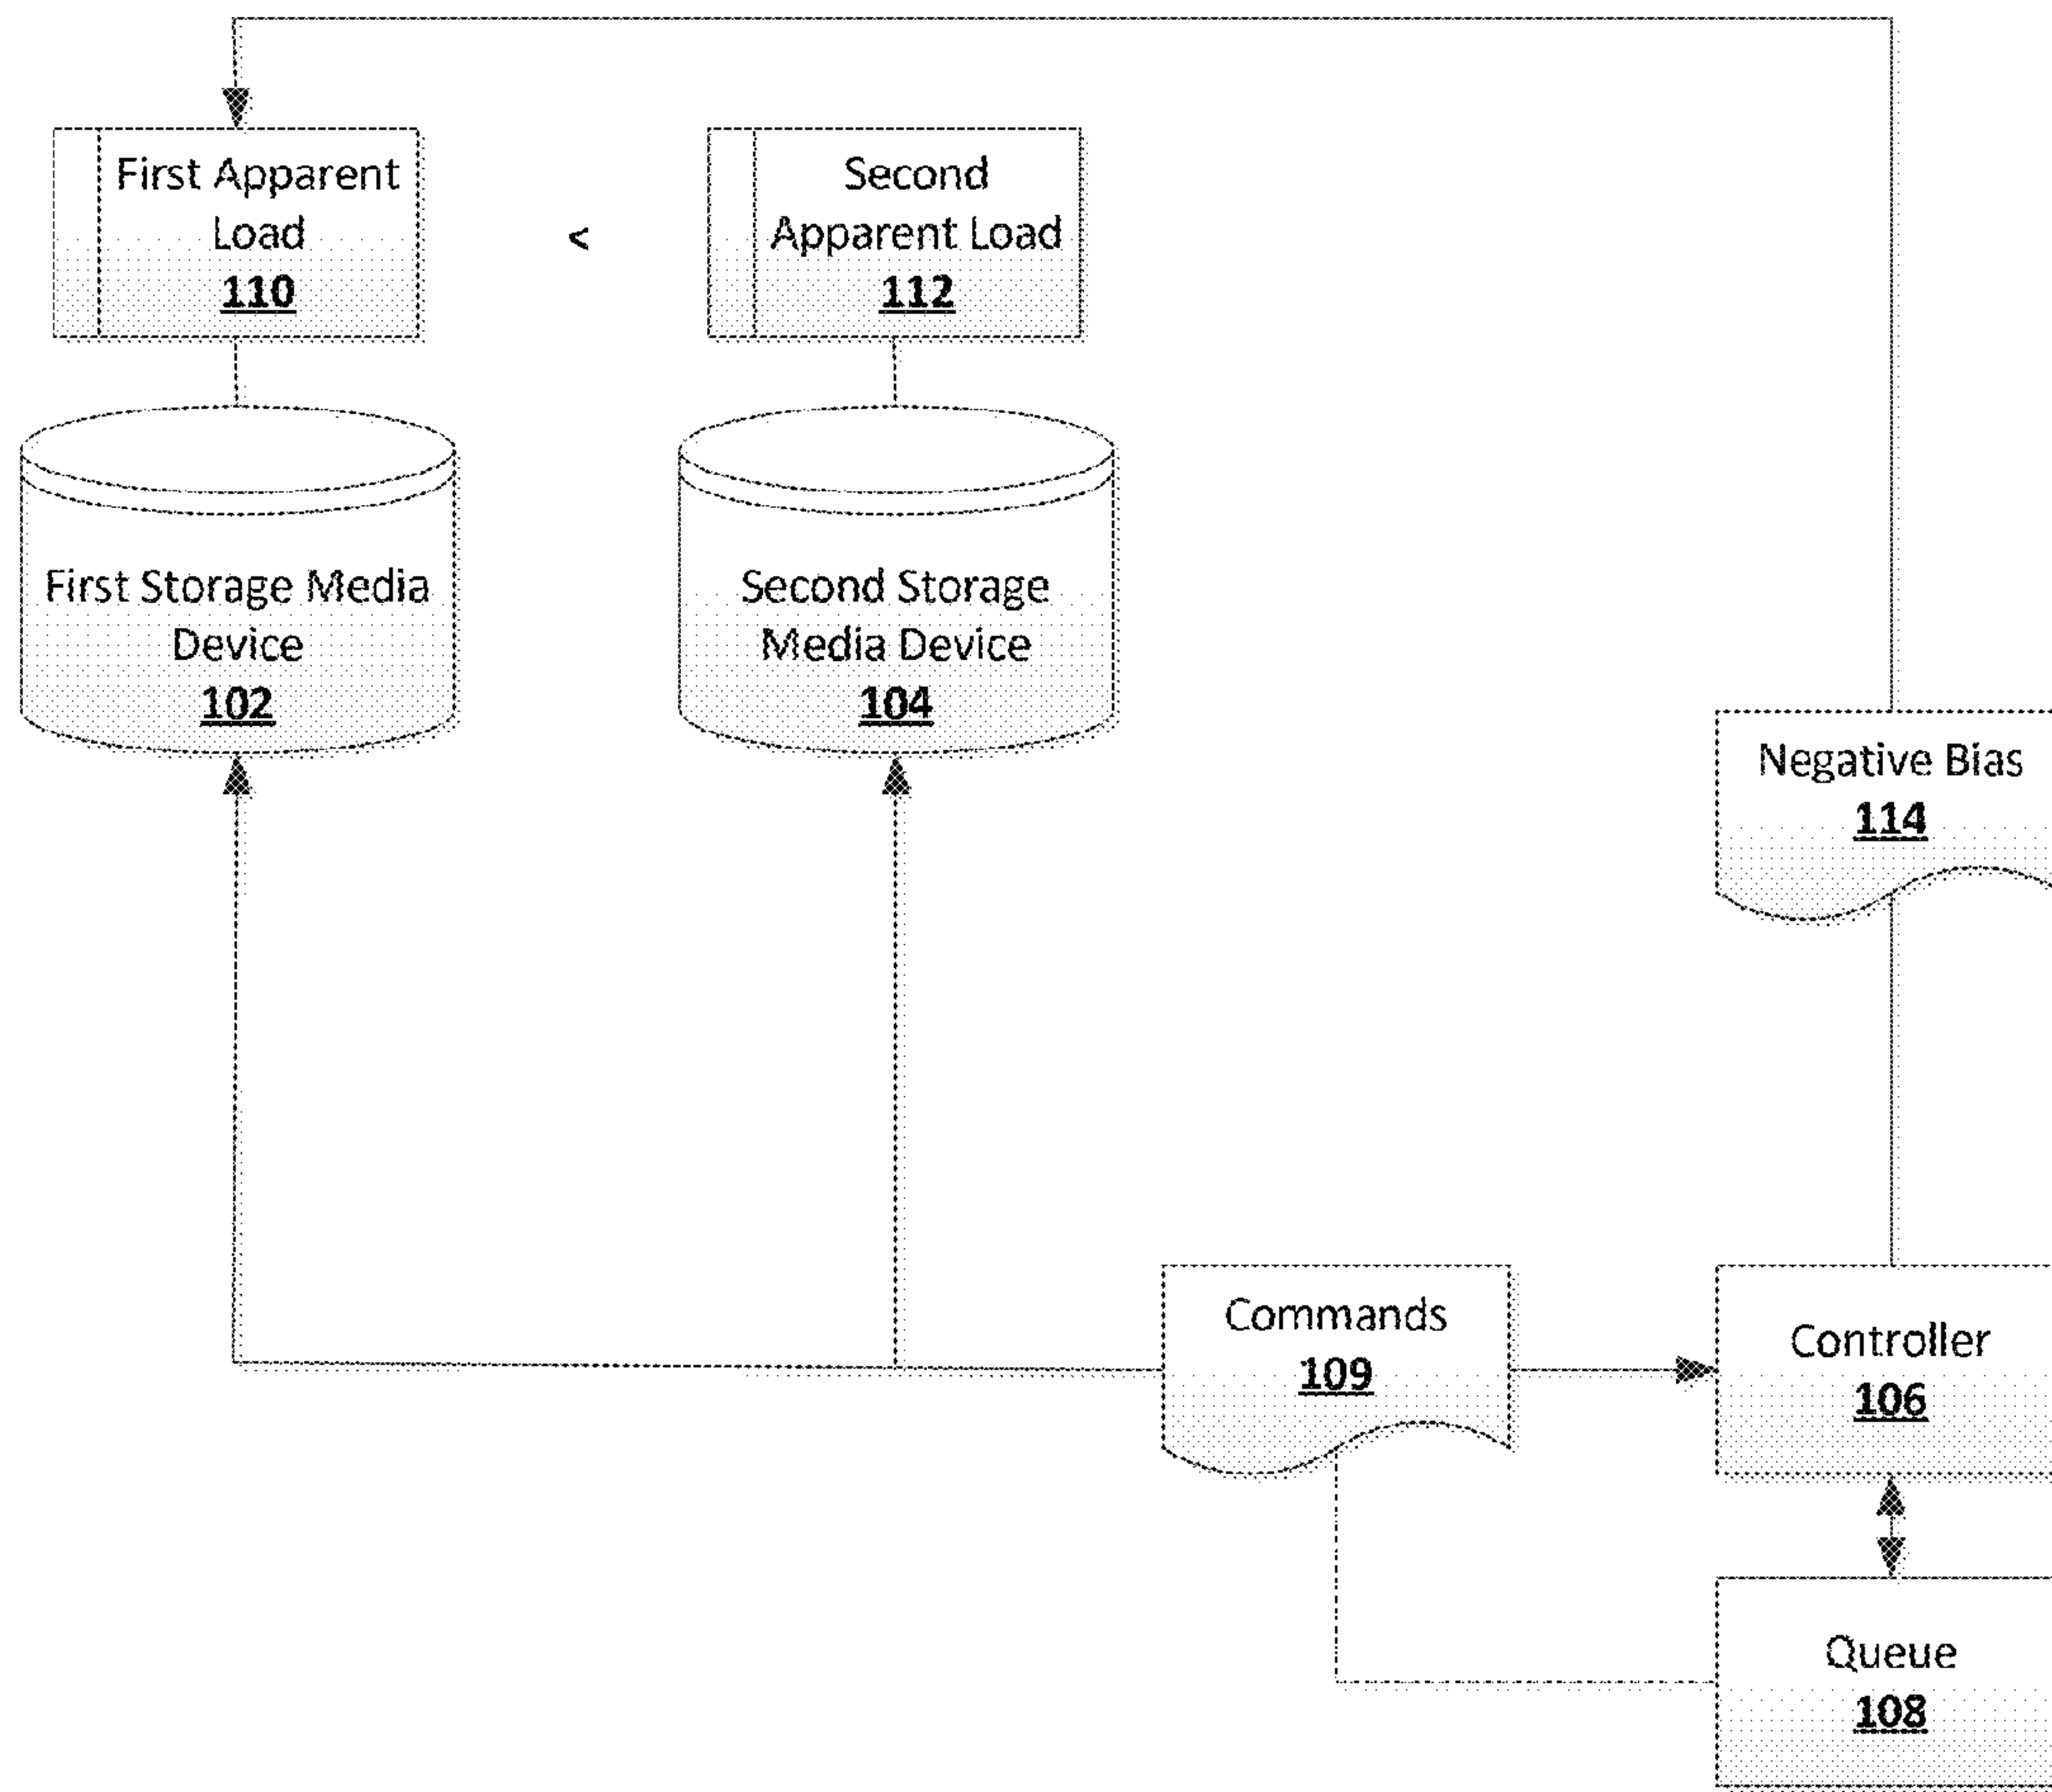 First Apparent
Load
110
<
Second
Apparent Load
112
First Storage Media
Device
102
Second Storage
Media Device
104
Negative Bias
114
Commands
109
Controller
106
Queue
108